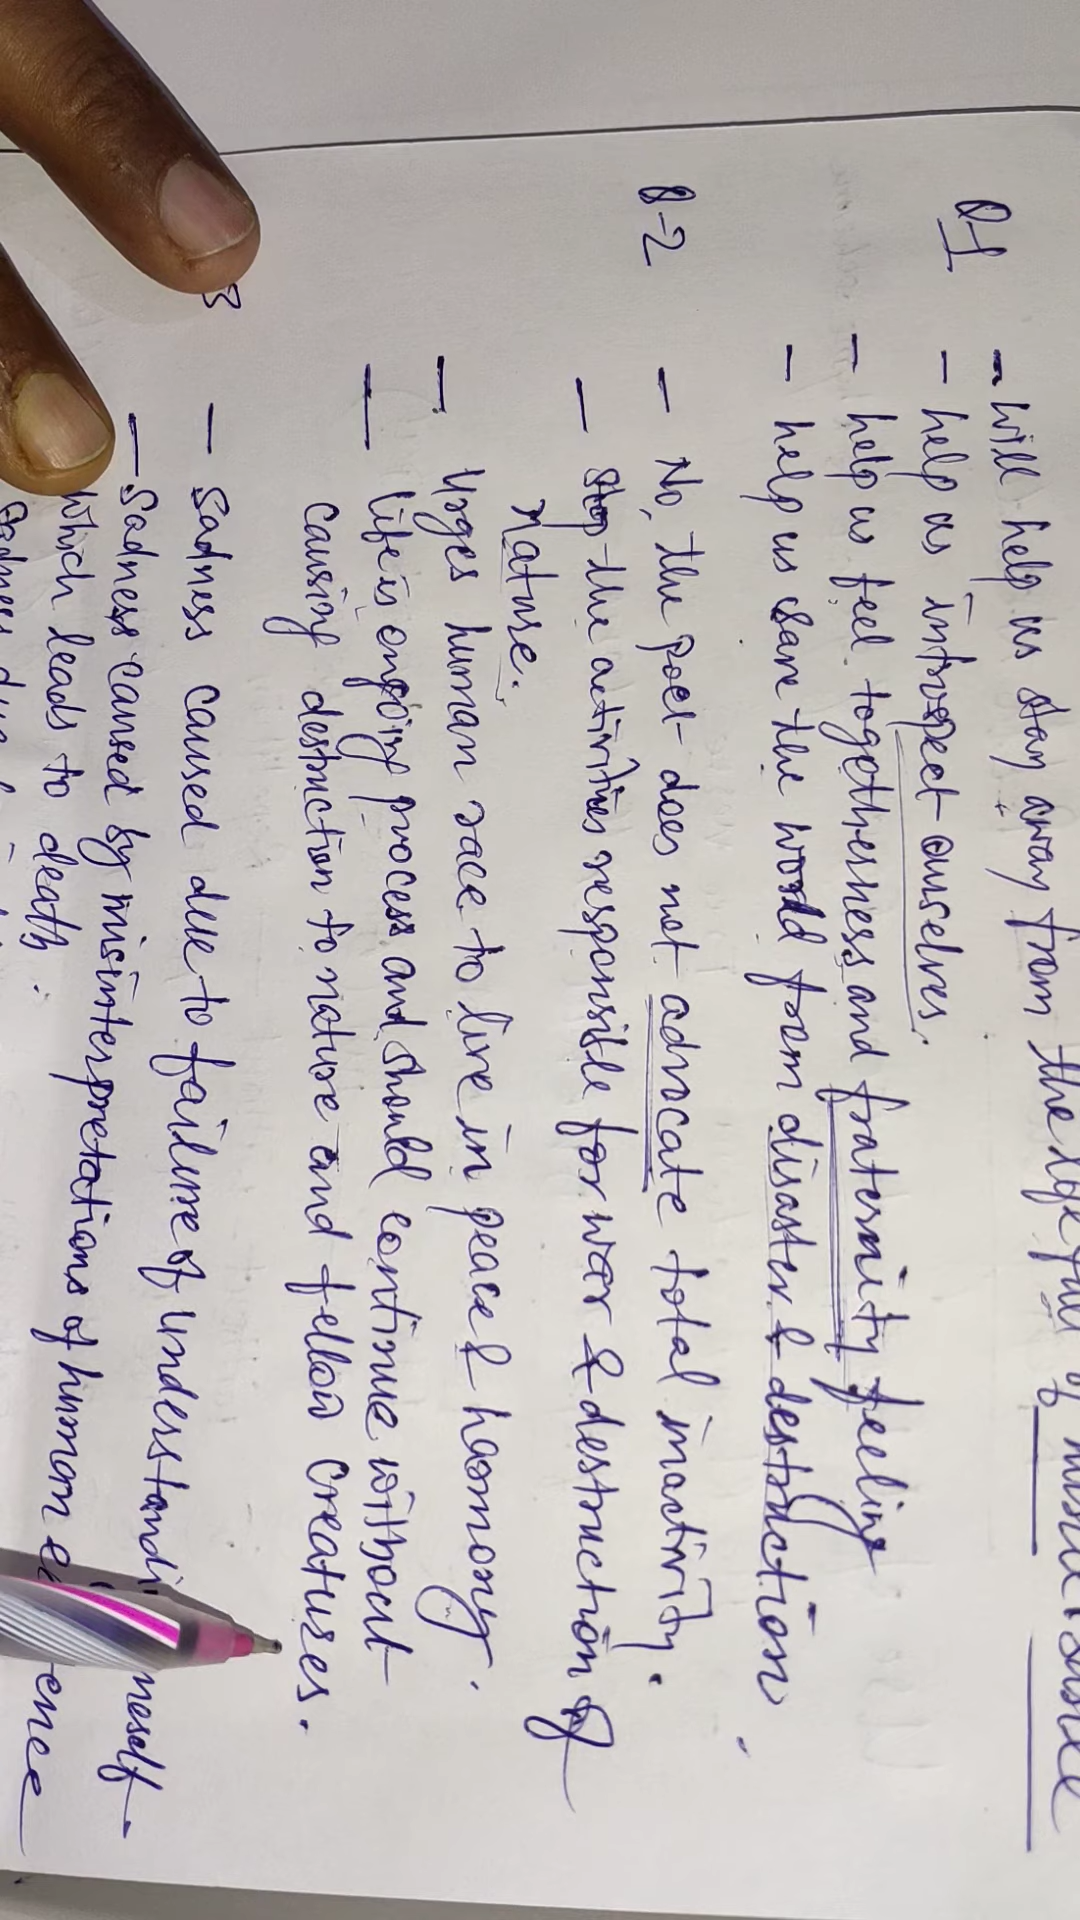 Q1
- Will help us stay away from the
- help us introspect ourselves.
- help us feel togetherness and fraternity feeling
- help us save the world from disaster & destruction
Q-2
- No, the poet does not advocate total inactivity.
- Stop the activities responsible for war & destruction of
Nature.
- Urges human race to live in peace & harmony.
- life is ongoing process and should continue without
causing destruction to nature and fellow creatures.
3
- Sadness caused due to failure of understandi neself
- Sadness caused by misinterpretations of human e ence
which leads to death.